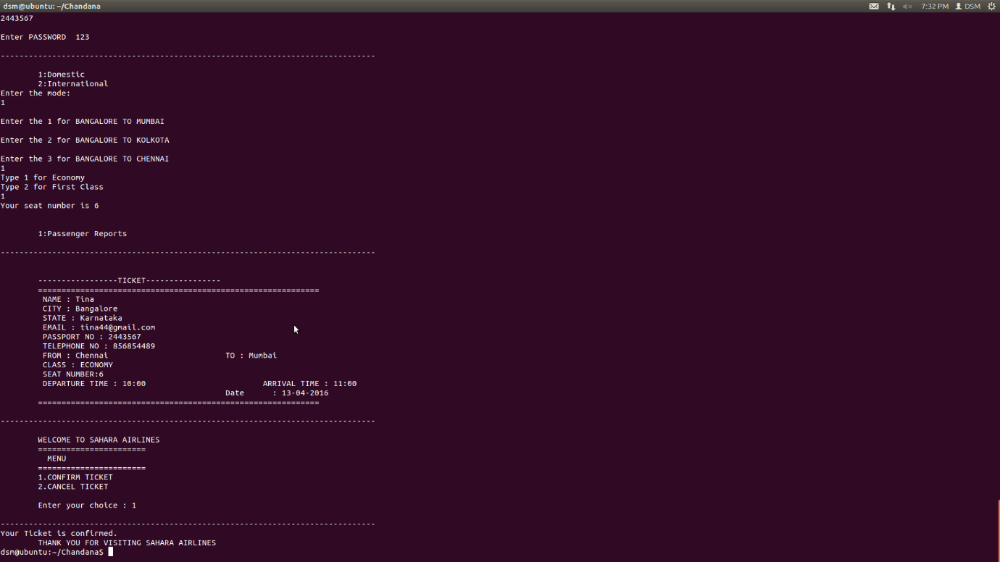 dsm@ubuntu: ~/Chandana
7:32 PM DSM
2443567
Enter PASSWORD  123
--------------------------------------------------------------------------------
1:Domestic
2:International
Enter the mode:
1
Enter the 1 for BANGALORE TO MUMBAI
Enter the 2 for BANGALORE TO KOLKOTA
Enter the 3 for BANGALORE TO CHENNAI
1
Type 1 for Economy
Type 2 for First Class
1
Your seat number is 6
1:Passenger Reports
--------------------------------------------------------------------------------
-----------------TICKET----------------
============================================================
NAME : Tina
CITY : Bangalore
STATE : Karnataka
EMAIL : tina44@gmail.com
PASSPORT NO : 2443567
TELEPHONE NO : 856854489
FROM : Chennai TO : Mumbai
CLASS : ECONOMY
SEAT NUMBER:6
DEPARTURE TIME : 10:00 ARRIVAL TIME : 11:00
Date      : 13-04-2016
============================================================
--------------------------------------------------------------------------------
WELCOME TO SAHARA AIRLINES
=======================
MENU
=======================
1.CONFIRM TICKET
2.CANCEL TICKET
Enter your choice : 1
--------------------------------------------------------------------------------
Your Ticket is confirmed.
THANK YOU FOR VISITING SAHARA AIRLINES
dsm@ubuntu:~/Chandana$